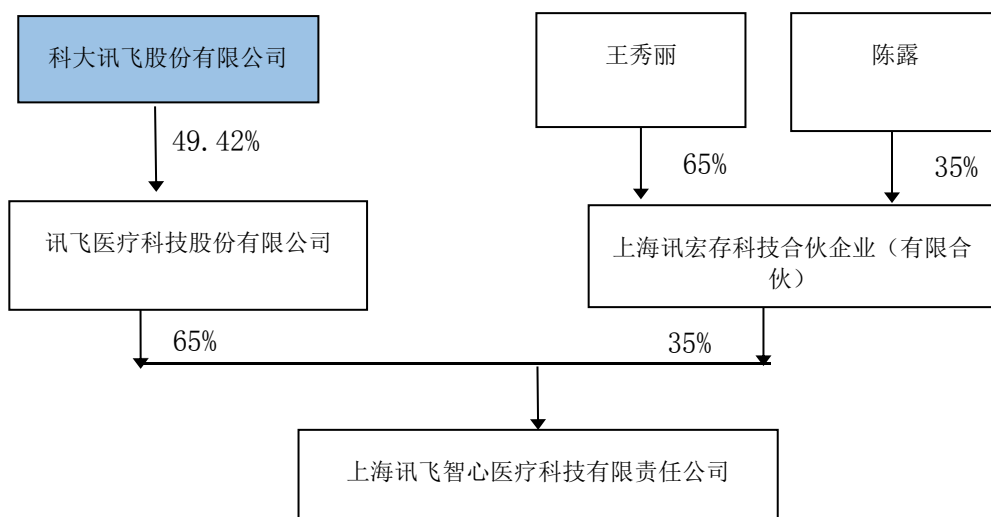 科大讯飞股份有限公司
王秀丽
陈露
49.42%
65%
35%
讯飞医疗科技股份有限公司
上海讯宏存科技合伙企业（有限合
伙）
65%
35%
上海讯飞智心医疗科技有限责任公司